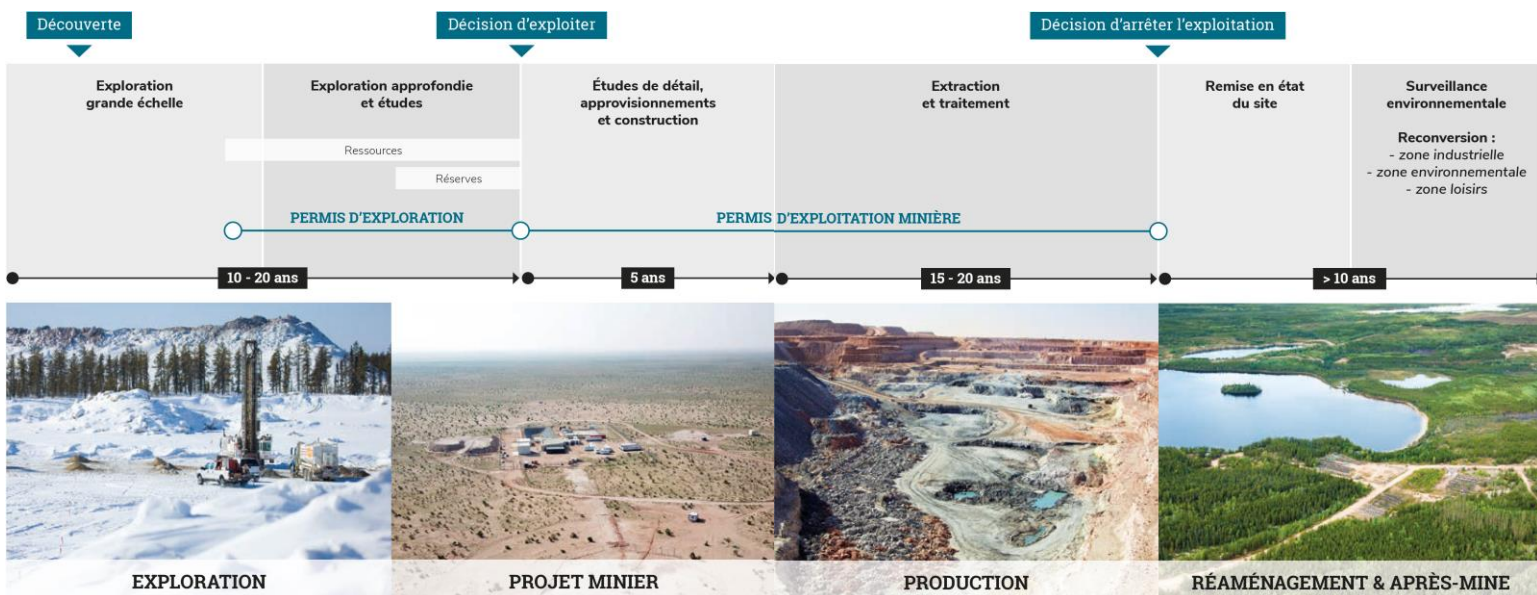 Découverte
Décision d’exploiter
Décision d’arrêter l’exploitation
Exploration
grande échelle
Exploration approfondie
et études
Études de détail,
approvisionnements
et construction
Extraction
et traitement
Remise en état
du site
Surveillance
environnementale
Reconversion :
- zone industrielle
- zone environnementale
- zone loisirs
Ressources
Réserves
PERMIS D’EXPLORATION
PERMIS D’EXPLOITATION MINIÈRE
10 - 20 ans
5 ans
15 - 20 ans
> 10 ans
EXPLORATION
PROJET MINIER
PRODUCTION
RÉAMÉNAGEMENT & APRÈS-MINE